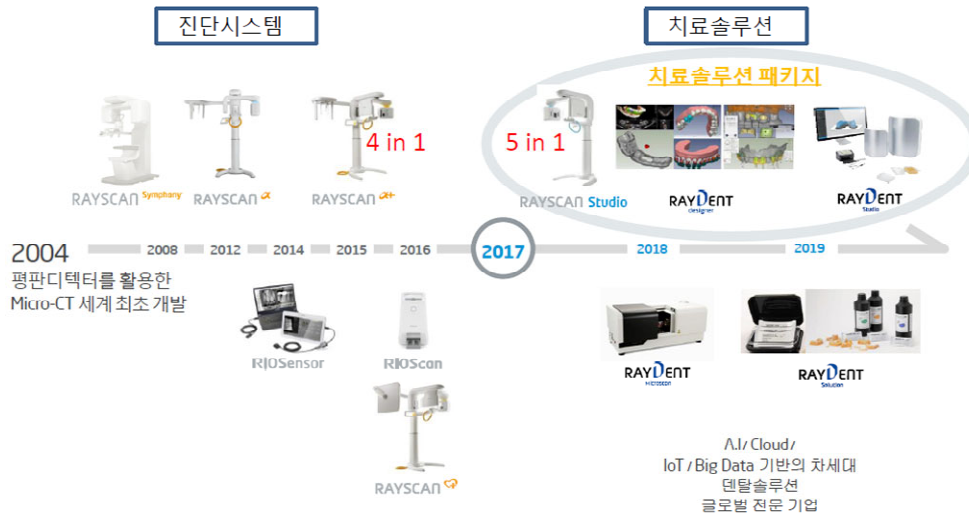 진단시스템
치료솔루션
치료솔루션 패키지
4 in 1
5 in 1
RAYSCAN Symphony
RAYSCAN α
RAYSCAN α+
RAYSCAN Studio
RAYDENT
designer
RAYDENT
Studio
2004
2008
2012
2014
2015
2016
2017
2018
2019
평판디텍터를 활용한
Micro-CT 세계 최초 개발
RIOSensor
RIOScan
RAYDENT
Microscan
RAYDENT
Solution
RAYSCAN
A.I/ Cloud/
IoT / Big Data 기반의 차세대
덴탈솔루션
글로벌 전문 기업